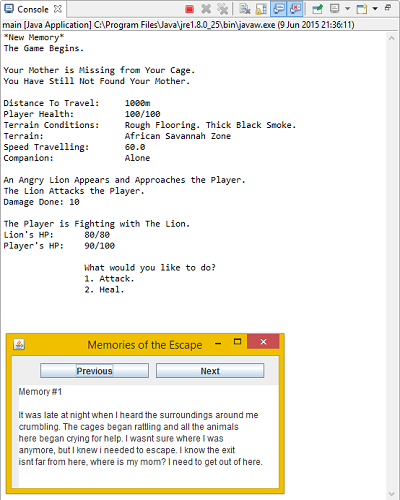 Console
main [Java Application] C:\Program Files\Java\jre1.8.0_25\bin\javaw.exe (9 Jun 2015 21:36:11)
*New Memory*
The Game Begins.
Your Mother is Missing from Your Cage.
You Have Still Not Found Your Mother.
Distance To Travel: 1000m
Player Health: 100/100
Terrain Conditions: Rough Flooring. Thick Black Smoke.
Terrain: African Savannah Zone
Speed Travelling: 60.0
Companion: Alone
An Angry Lion Appears and Approaches the Player.
The Lion Attacks the Player.
Damage Done: 10
The Player is Fighting with The Lion.
Lion's HP: 80/80
Player's HP: 90/100
What would you like to do?
1. Attack.
2. Heal.
Memories of the Escape
Previous Next
Memory #1
It was late at night when I heard the surroundings around me
crumbling. The cages began rattling and all the animals
here began crying for help. I wasnt sure where I was
anymore, but I knew i needed to escape. I know the exit
isnt far from here, where is my mom? I need to get out of here.